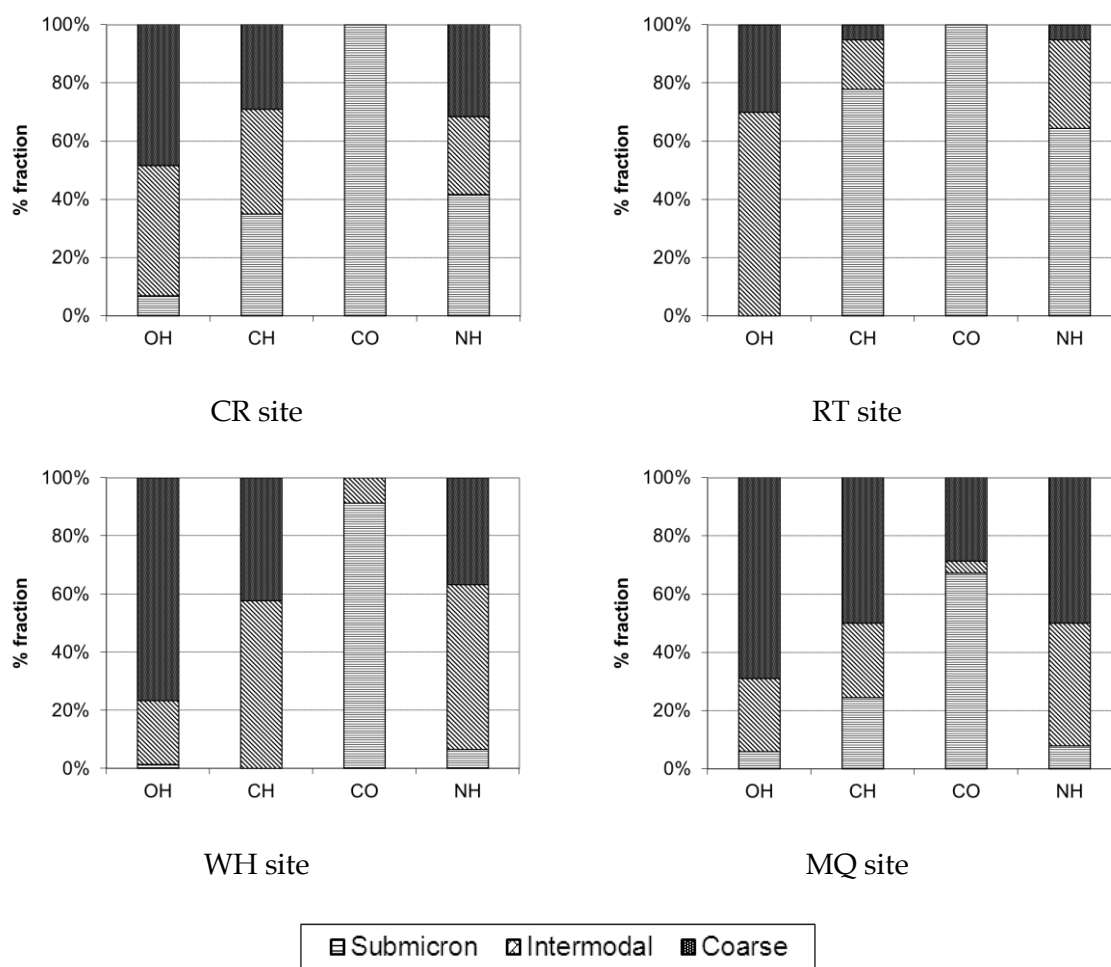 100%
80%
60%
40%
20%
0%
% fraction
OH CH CO NH
CR site
100%
80%
60%
40%
20%
0%
% fraction
OH CH CO NH
RT site
100%
80%
60%
40%
20%
0%
% fraction
OH CH CO NH
WH site
100%
80%
60%
40%
20%
0%
% fraction
OH CH CO NH
MQ site
Submicron Intermodal Coarse